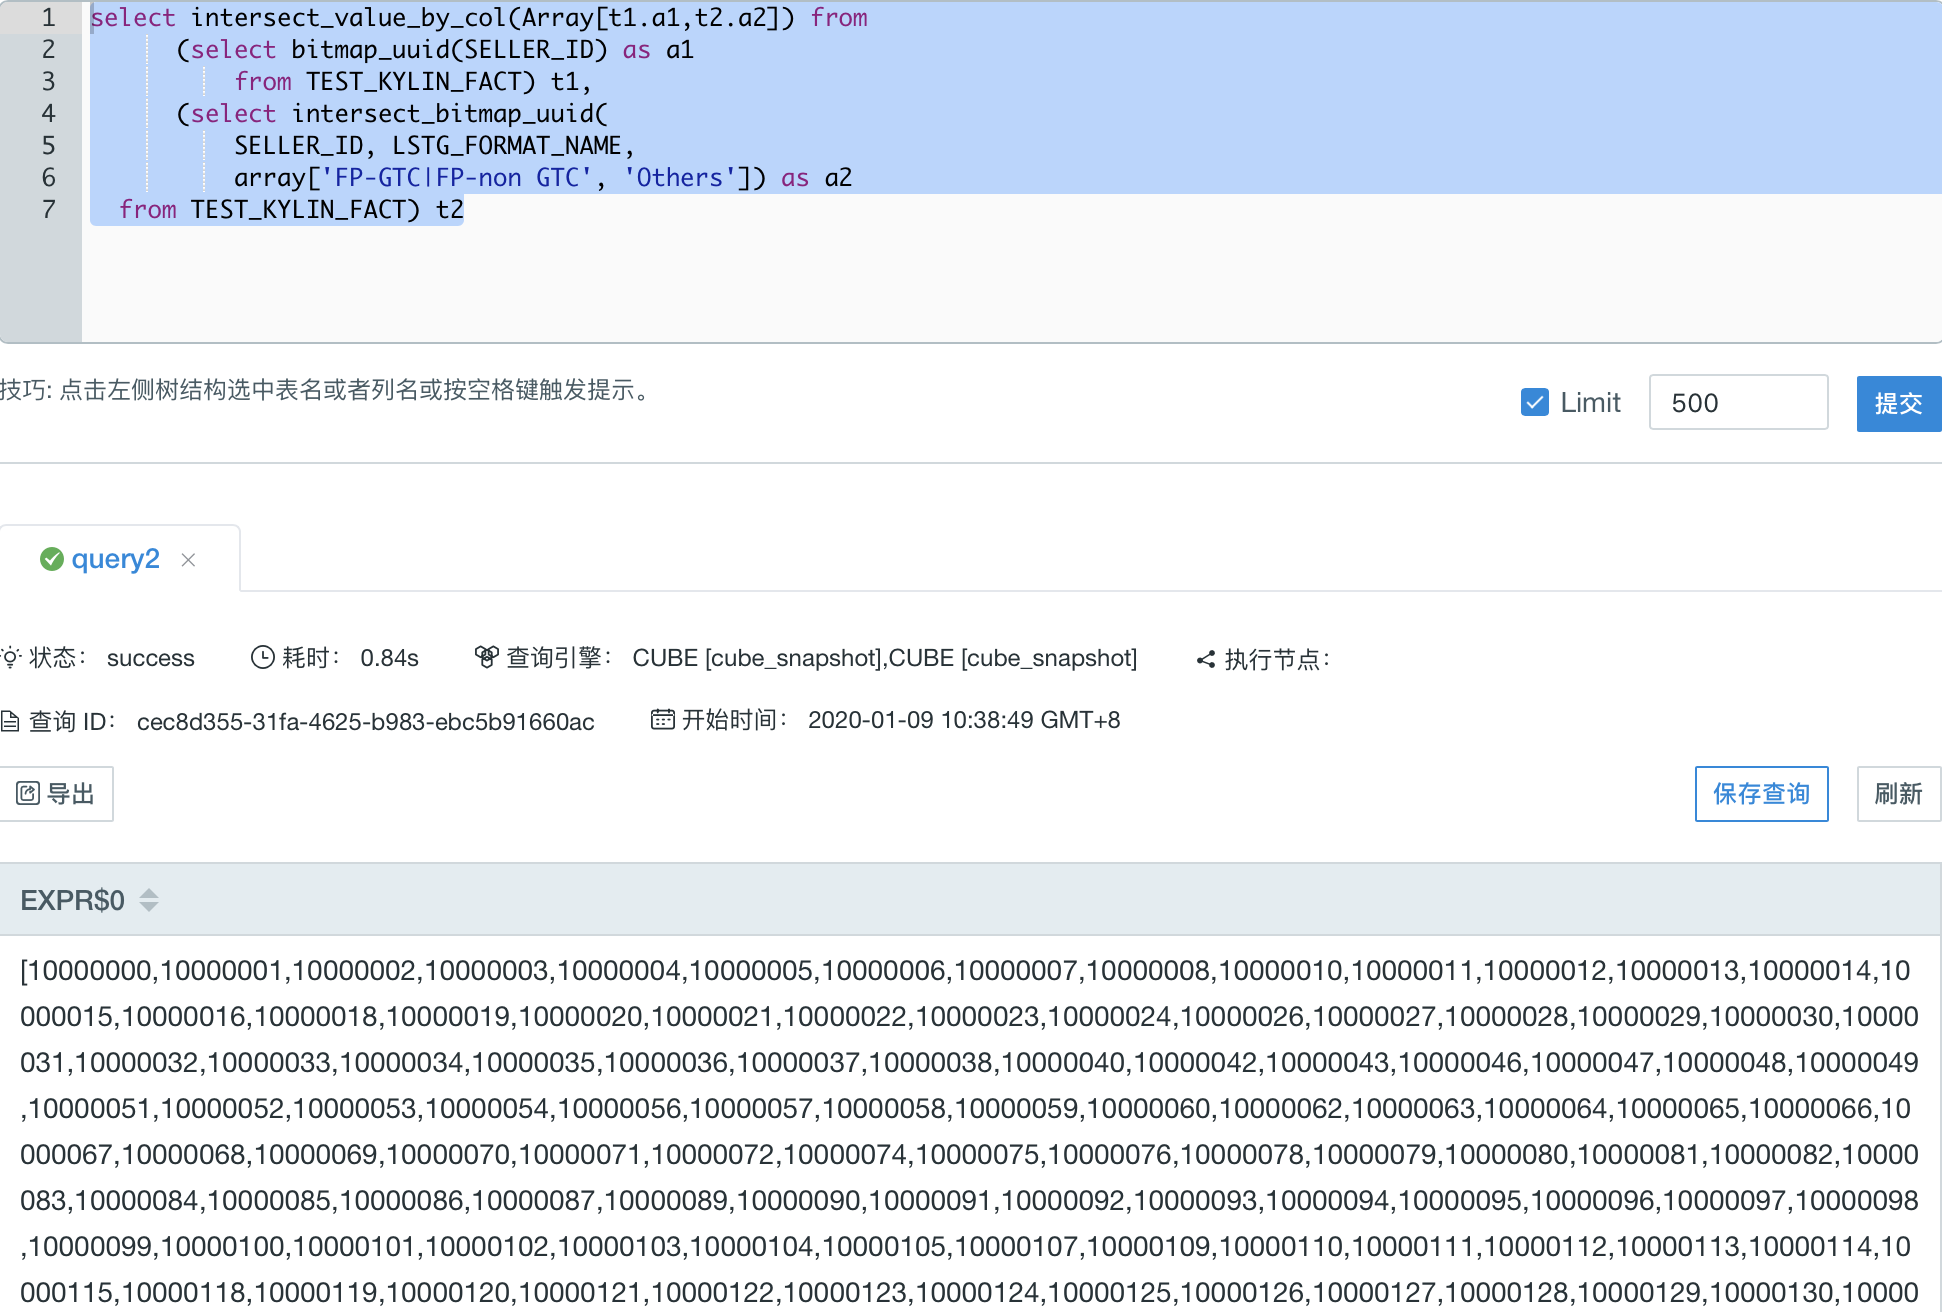 1 select intersect_value_by_col(Array[t1.a1,t2.a2]) from
2 (select bitmap_uuid(SELLER_ID) as a1
3 from TEST_KYLIN_FACT) t1,
4 (select intersect_bitmap_uuid(
5 SELLER_ID, LSTG_FORMAT_NAME,
6 array['FP-GTC|FP-non GTC', 'Others']) as a2
7 from TEST_KYLIN_FACT) t2
技巧: 点击左侧树结构选中表名或者列名或按空格键触发提示。
Limit 500 提交
query2
状态: success 耗时: 0.84s 查询引擎: CUBE [cube_snapshot],CUBE [cube_snapshot] 执行节点:
查询 ID: cec8d355-31fa-4625-b983-ebc5b91660ac 开始时间: 2020-01-09 10:38:49 GMT+8
导出 保存查询 刷新
EXPR$0
[10000000,10000001,10000002,10000003,10000004,10000005,10000006,10000007,10000008,10000010,10000011,10000012,10000013,10000014,10
000015,10000016,10000018,10000019,10000020,10000021,10000022,10000023,10000024,10000026,10000027,10000028,10000029,10000030,10000
031,10000032,10000033,10000034,10000035,10000036,10000037,10000038,10000040,10000042,10000043,10000046,10000047,10000048,10000049
,10000051,10000052,10000053,10000054,10000056,10000057,10000058,10000059,10000060,10000062,10000063,10000064,10000065,10000066,10
000067,10000068,10000069,10000070,10000071,10000072,10000074,10000075,10000076,10000078,10000079,10000080,10000081,10000082,10000
083,10000084,10000085,10000086,10000087,10000089,10000090,10000091,10000092,10000093,10000094,10000095,10000096,10000097,10000098
,10000099,10000100,10000101,10000102,10000103,10000104,10000105,10000107,10000109,10000110,10000111,10000112,10000113,10000114,10
000115,10000118,10000119,10000120,10000121,10000122,10000123,10000124,10000125,10000126,10000127,10000128,10000129,10000130,10000